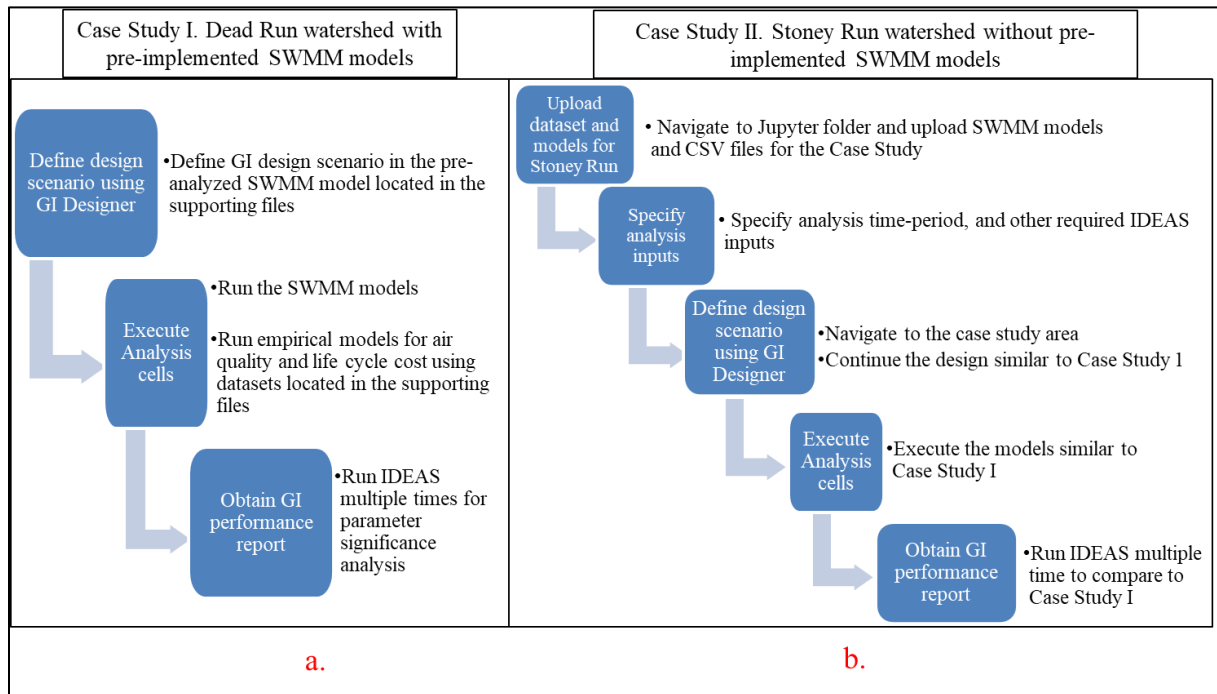 Case Study I. Dead Run watershed with
pre-implemented SWMM models
Define design
scenario using
GI Designer
•Define GI design scenario in the pre-
analyzed SWMM model located in the
supporting files
Execute
Analysis
cells
•Run the SWMM models
•Run empirical models for air
quality and life cycle cost using
datasets located in the supporting
files
Obtain GI
performance
report
•Run IDEAS
multiple times for
parameter
significance
analysis
a.
Case Study II. Stoney Run watershed without pre-
implemented SWMM models
Upload
dataset and
models for
Stoney Run
• Navigate to Jupyter folder and upload SWMM models
and CSV files for the Case Study
Specify
analysis
inputs
• Specify analysis time-period, and other required IDEAS
inputs
Define design
scenario
using GI
Designer
•Navigate to the case study area
•Continue the design similar to Case Study 1
Execute
Analysis
cells
•Execute the models similar to
Case Study I
Obtain GI
performance
report
•Run IDEAS multiple
time to compare to
Case Study I
b.